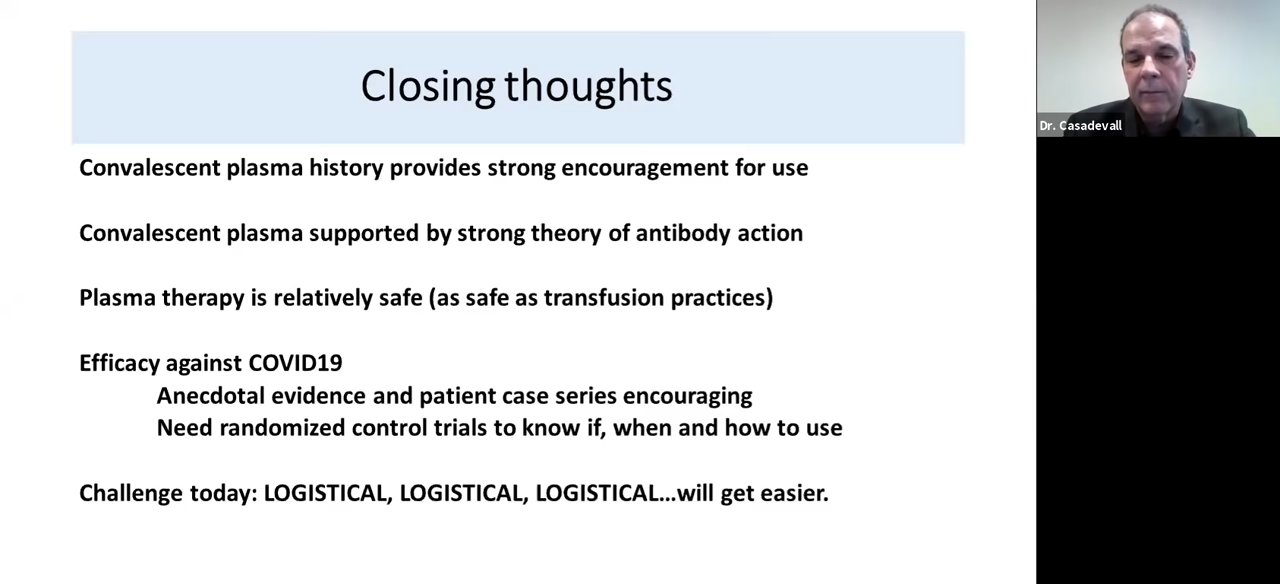 Closing thoughts
Convalescent plasma history provides strong encouragement for use
Convalescent plasma supported by strong theory of antibody action
Plasma therapy is relatively safe (as safe as transfusion practices)
Efficacy against COVID19
Anecdotal evidence and patient case series encouraging
Need randomized control trials to know if, when and how to use
Challenge today: LOGISTICAL, LOGISTICAL, LOGISTICAL...will get easier.
Dr. Casadevall